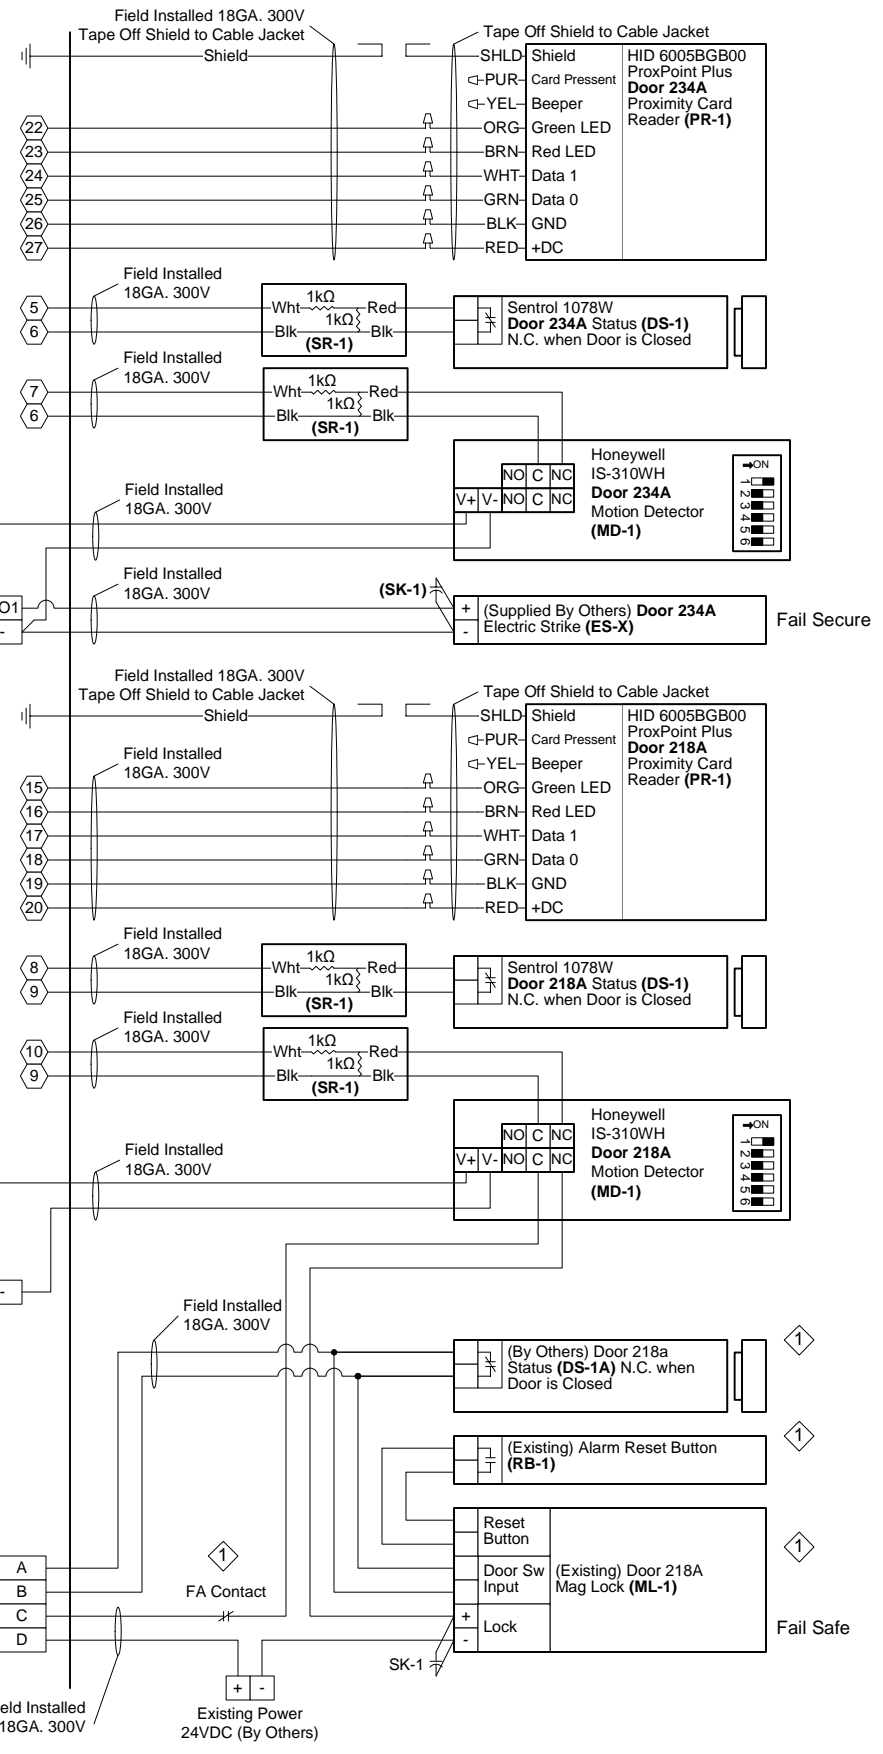 Field Installed 18GA. 300V
Tape Off Shield to Cable Jacket
Shield
Tape Off Shield to Cable Jacket
SHLD Shield
PUR Card Pressent
YEL Beeper
22 ORG Green LED
23 BRN Red LED
24 WHT Data 1
25 GRN Data 0
26 BLK GND
27 RED +DC
HID 6005BGB00
ProxPoint Plus
Door 234A
Proximity Card
Reader (PR-1)
Field Installed
18GA. 300V
5 Wht 1kΩ Red
6 Blk 1kΩ Blk
(SR-1)
Sentrol 1078W
Door 234A Status (DS-1)
N.C. when Door is Closed
Field Installed
18GA. 300V
7 Wht 1kΩ Red
6 Blk 1kΩ Blk
(SR-1)
NO C NC
V+ V- NO C NC
Honeywell
IS-310WH
Door 234A
Motion Detector
(MD-1)
ON
1
2
3
4
5
6
Field Installed
18GA. 300V
Field Installed
18GA. 300V
O1
-
(SK-1)
+
-
(Supplied By Others) Door 234A
Electric Strike (ES-X)
Fail Secure
Field Installed 18GA. 300V
Tape Off Shield to Cable Jacket
Shield
Tape Off Shield to Cable Jacket
SHLD Shield
PUR Card Pressent
YEL Beeper
Field Installed
18GA. 300V
15 ORG Green LED
16 BRN Red LED
17 WHT Data 1
18 GRN Data 0
19 BLK GND
20 RED +DC
HID 6005BGB00
ProxPoint Plus
Door 218A
Proximity Card
Reader (PR-1)
Field Installed
18GA. 300V
8 Wht 1kΩ Red
9 Blk 1kΩ Blk
(SR-1)
Sentrol 1078W
Door 218A Status (DS-1)
N.C. when Door is Closed
Field Installed
18GA. 300V
10 Wht 1kΩ Red
9 Blk 1kΩ Blk
(SR-1)
NO C NC
V+ V- NO C NC
Honeywell
IS-310WH
Door 218A
Motion Detector
(MD-1)
ON
1
2
3
4
5
6
Field Installed
18GA. 300V
-
Field Installed
18GA. 300V
(By Others) Door 218a
Status (DS-1A) N.C. when
Door is Closed
1
(Existing) Alarm Reset Button
(RB-1)
1
Reset
Button
Door Sw
Input
+
-
Lock
(Existing) Door 218A
Mag Lock (ML-1)
1
Fail Safe
A
B
C
D
1
FA Contact
SK-1
+ -
Existing Power
24VDC (By Others)
eld Installed
18GA. 300V